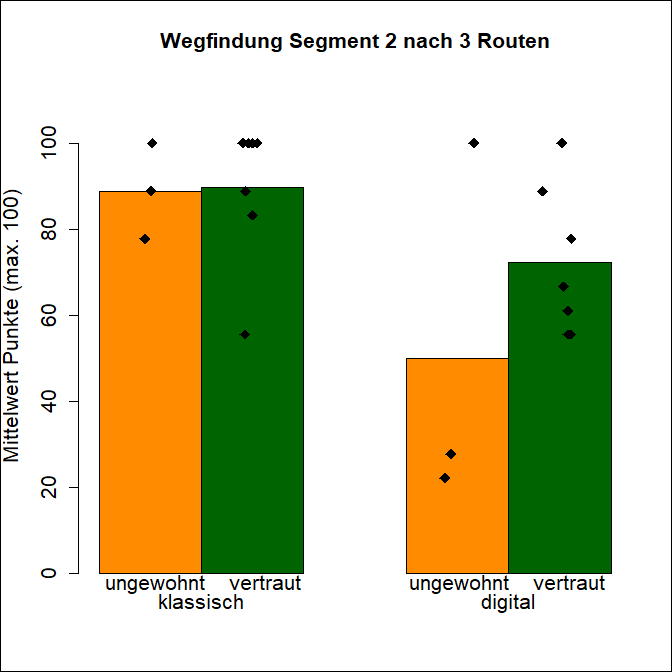 Wegfindung Segment 2 nach 3 Routen
Mittelwert Punkte (max. 100)
100
80
60
40
20
0
ungewohnt vertraut ungewohnt vertraut
klassisch digital